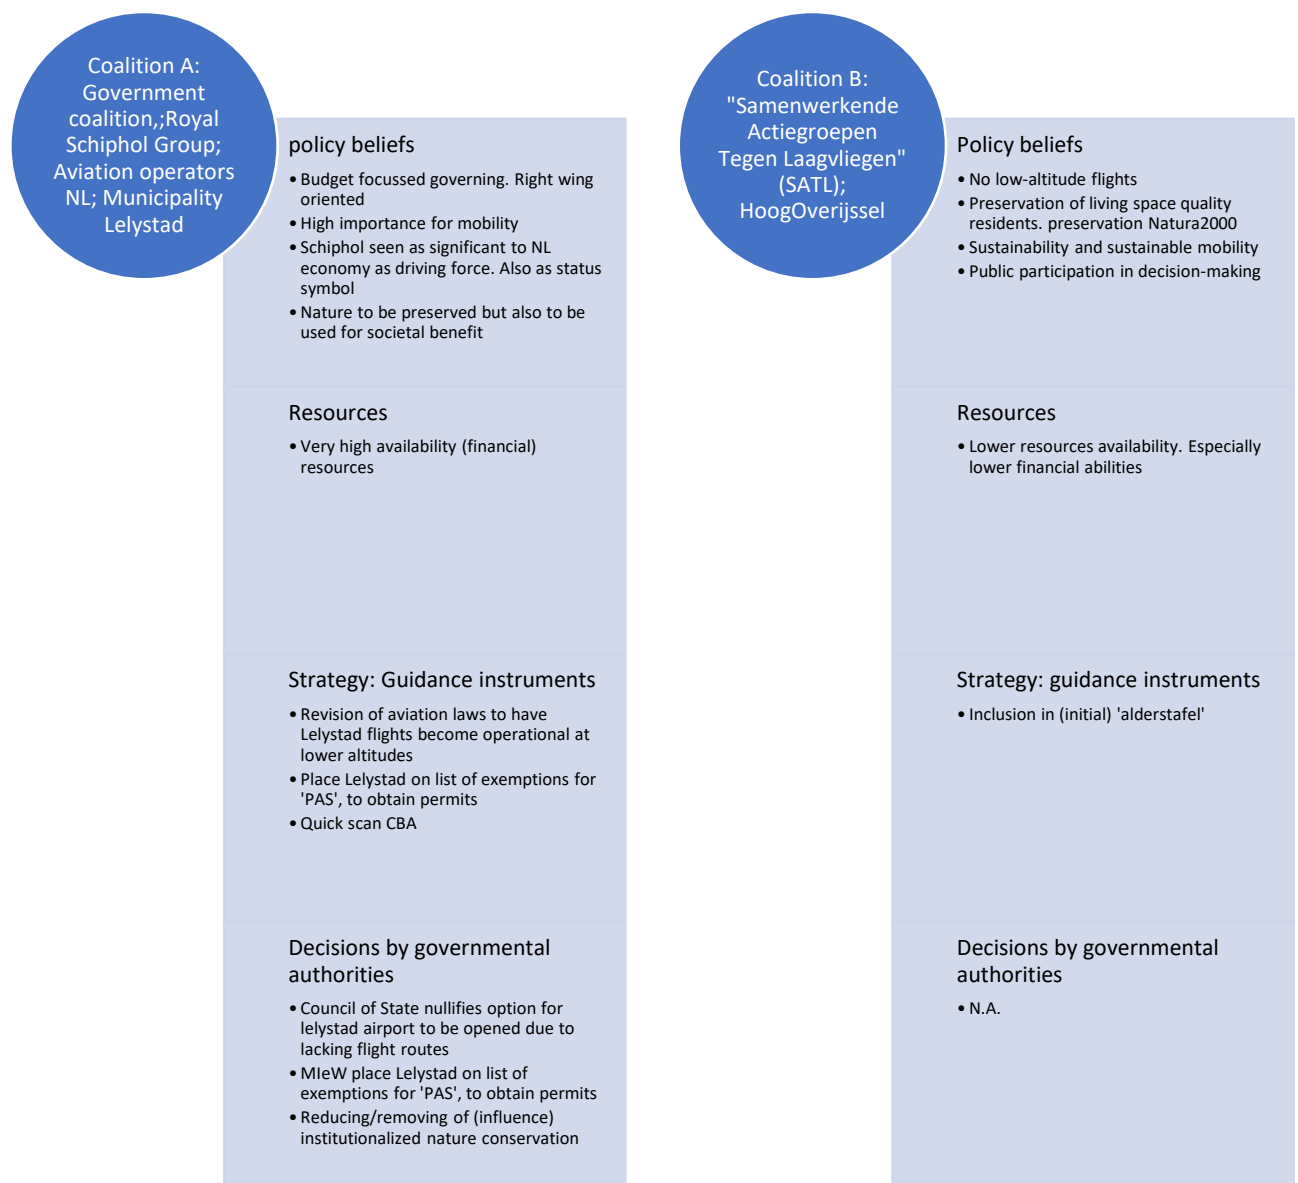 Coalition A:
Government
coalition,;Royal
Schiphol Group;
Aviation operators
NL; Municipality
Lelystad
policy beliefs
• Budget focussed governing. Right wing
oriented
• High importance for mobility
• Schiphol seen as significant to NL
economy as driving force. Also as status
symbol
• Nature to be preserved but also to be
used for societal benefit
Resources
• Very high availability (financial)
resources
Strategy: Guidance instruments
• Revision of aviation laws to have
Lelystad flights become operational at
lower altitudes
• Place Lelystad on list of exemptions for
'PAS', to obtain permits
• Quick scan CBA
Decisions by governmental
authorities
• Council of State nullifies option for
lelystad airport to be opened due to
lacking flight routes
• MIeW place Lelystad on list of
exemptions for 'PAS', to obtain permits
• Reducing/removing of (influence)
institutionalized nature conservation
Coalition B:
"Samenwerkende
Actiegroepen
Tegen Laagvliegen"
(SATL);
HoogOverijssel
Policy beliefs
• No low-altitude flights
• Preservation of living space quality
residents. preservation Natura2000
• Sustainability and sustainable mobility
• Public participation in decision-making
Resources
• Lower resources availability. Especially
lower financial abilities
Strategy: guidance instruments
• Inclusion in (initial) 'alderstafel'
Decisions by governmental
authorities
• N.A.